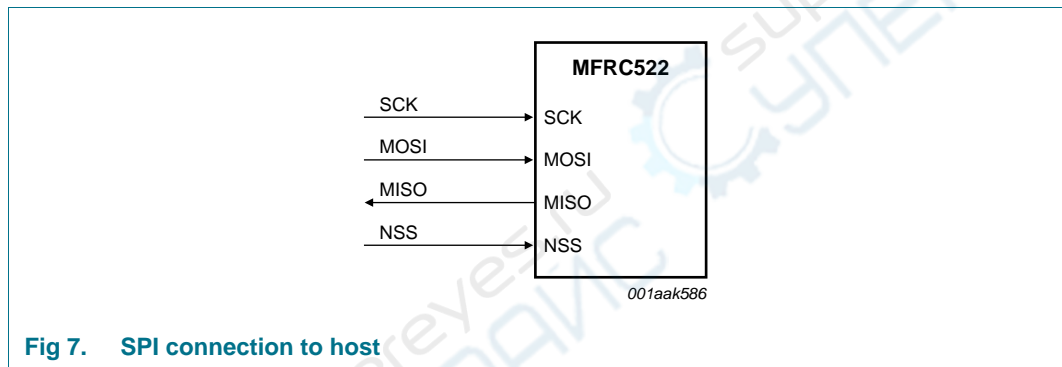 MFRC522
SCK SCK
MOSI MOSI
MISO MISO
NSS NSS
001aak586
Fig 7. SPI connection to host